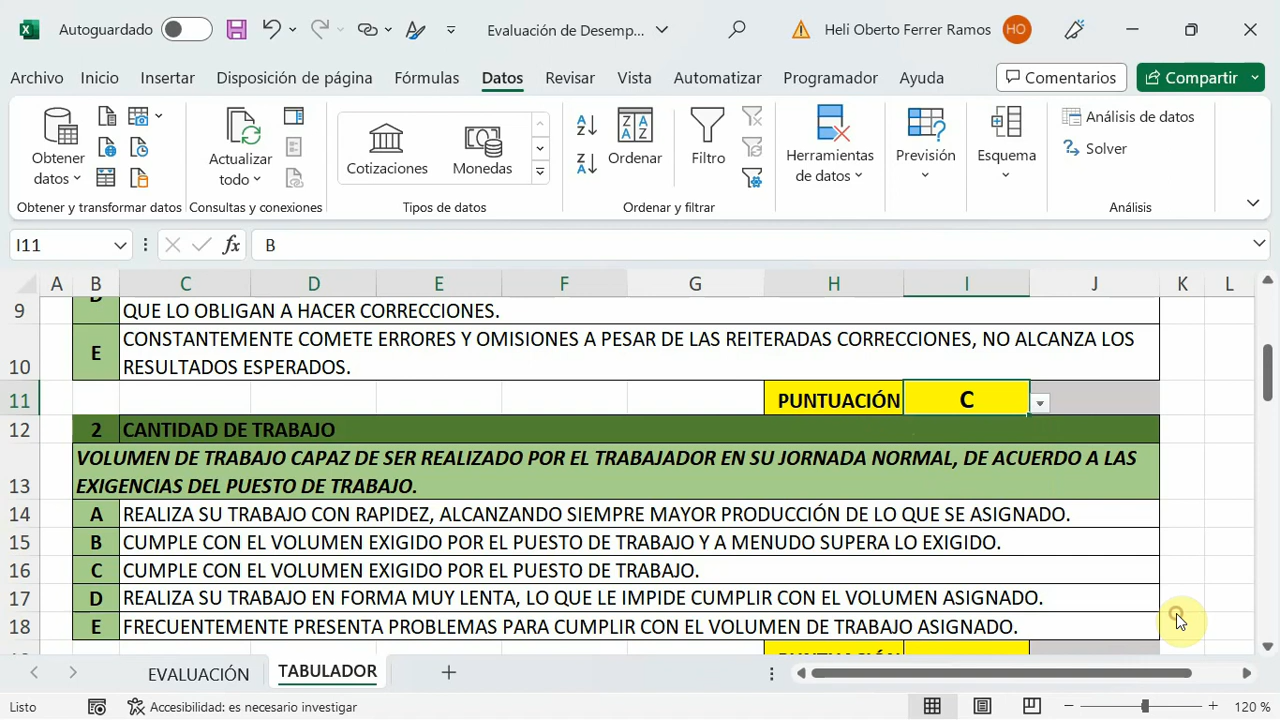 Autoguardado
Evaluación de Desemp...
Heli Oberto Ferrer Ramos
HO
Archivo Inicio Insertar Disposición de página Fórmulas Datos Revisar Vista Automatizar Programador Ayuda
Comentarios
Compartir
Obtener datos
Actualizar todo
Cotizaciones
Monedas
Ordenar
Filtro
Herramientas de datos
Previsión
Esquema
Análisis de datos
Solver
Obtener y transformar datos
Consultas y conexiones
Tipos de datos
Ordenar y filtrar
Análisis
I11
fx
B
A B C D E F G H I J K L
9 D QUE LO OBLIGAN A HACER CORRECCIONES.
E CONSTANTEMENTE COMETE ERRORES Y OMISIONES A PESAR DE LAS REITERADAS CORRECCIONES, NO ALCANZA LOS
10 RESULTADOS ESPERADOS.
11 PUNTUACIÓN C
12 2 CANTIDAD DE TRABAJO
VOLUMEN DE TRABAJO CAPAZ DE SER REALIZADO POR EL TRABAJADOR EN SU JORNADA NORMAL, DE ACUERDO A LAS
13 EXIGENCIAS DEL PUESTO DE TRABAJO.
14 A REALIZA SU TRABAJO CON RAPIDEZ, ALCANZANDO SIEMPRE MAYOR PRODUCCIÓN DE LO QUE SE ASIGNADO.
15 B CUMPLE CON EL VOLUMEN EXIGIDO POR EL PUESTO DE TRABAJO Y A MENUDO SUPERA LO EXIGIDO.
16 C CUMPLE CON EL VOLUMEN EXIGIDO POR EL PUESTO DE TRABAJO.
17 D REALIZA SU TRABAJO EN FORMA MUY LENTA, LO QUE LE IMPIDE CUMPLIR CON EL VOLUMEN ASIGNADO.
18 E FRECUENTEMENTE PRESENTA PROBLEMAS PARA CUMPLIR CON EL VOLUMEN DE TRABAJO ASIGNADO.
PUNTUACIÓN
EVALUACIÓN TABULADOR
Listo
Accesibilidad: es necesario investigar
120 %